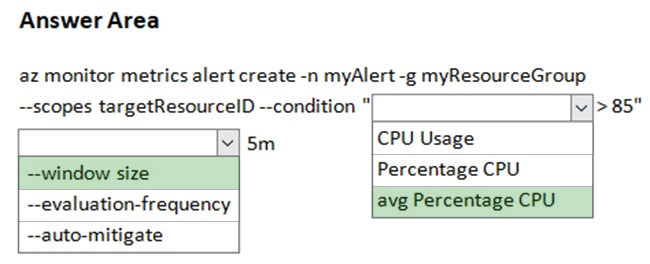 Answer Area
az monitor metrics alert create -n myAlert -g myResourceGroup
--scopes targetResourceID --condition " > 85"
5m
CPU Usage
Percentage CPU
avg Percentage CPU
--window size
--evaluation-frequency
--auto-mitigate